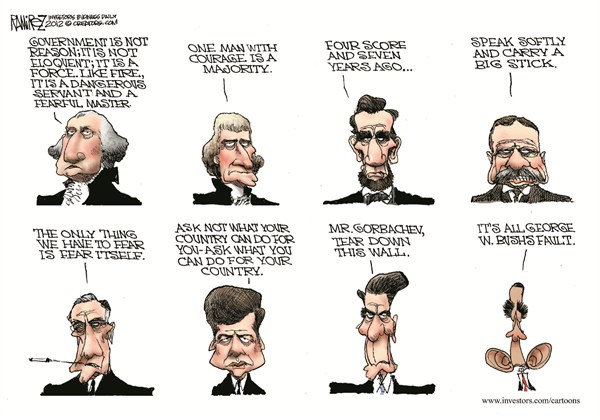 RAMIREZ
INVESTORS BUSINESS DAILY
2012 © CREATORS.COM
GOVERNMENT IS NOT
REASON; IT IS NOT
ELOQUENT; IT IS A
FORCE. LIKE FIRE,
IT IS A DANGEROUS
SERVANT AND A
FEARFUL MASTER
ONE MAN WITH
COURAGE IS A
MAJORITY.
FOUR SCORE
AND SEVEN
YEARS AGO...
SPEAK SOFTLY
AND CARRY A
BIG STICK.
THE ONLY THING
WE HAVE TO FEAR
IS FEAR ITSELF.
ASK NOT WHAT YOUR
COUNTRY CAN DO FOR
YOU-ASK WHAT YOU
CAN DO FOR YOUR
COUNTRY.
MR. GORBACHEV,
TEAR DOWN
THIS WALL.
IT'S ALL GEORGE
W. BUSH'S FAULT.
www.investors.com/cartoons